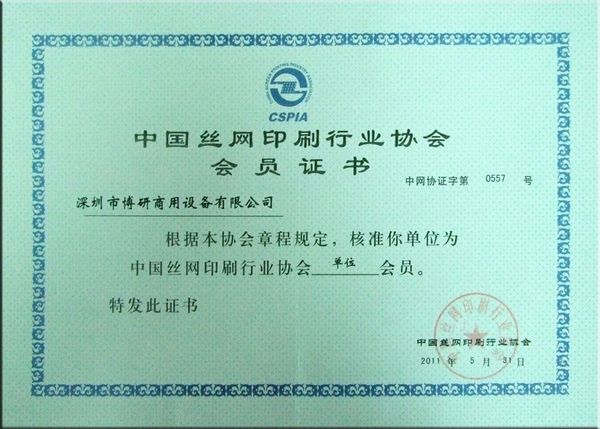 CSPIA
中国丝网印刷行业协会
会员证书
中网协证字第 0557 号
深圳市博研商用设备有限公司
根据本协会章程规定，核准你单位为
中国丝网印刷行业协会 单位 会员。
特发此证书
中国丝网印刷行业协会
2011 年 5 月 31 日